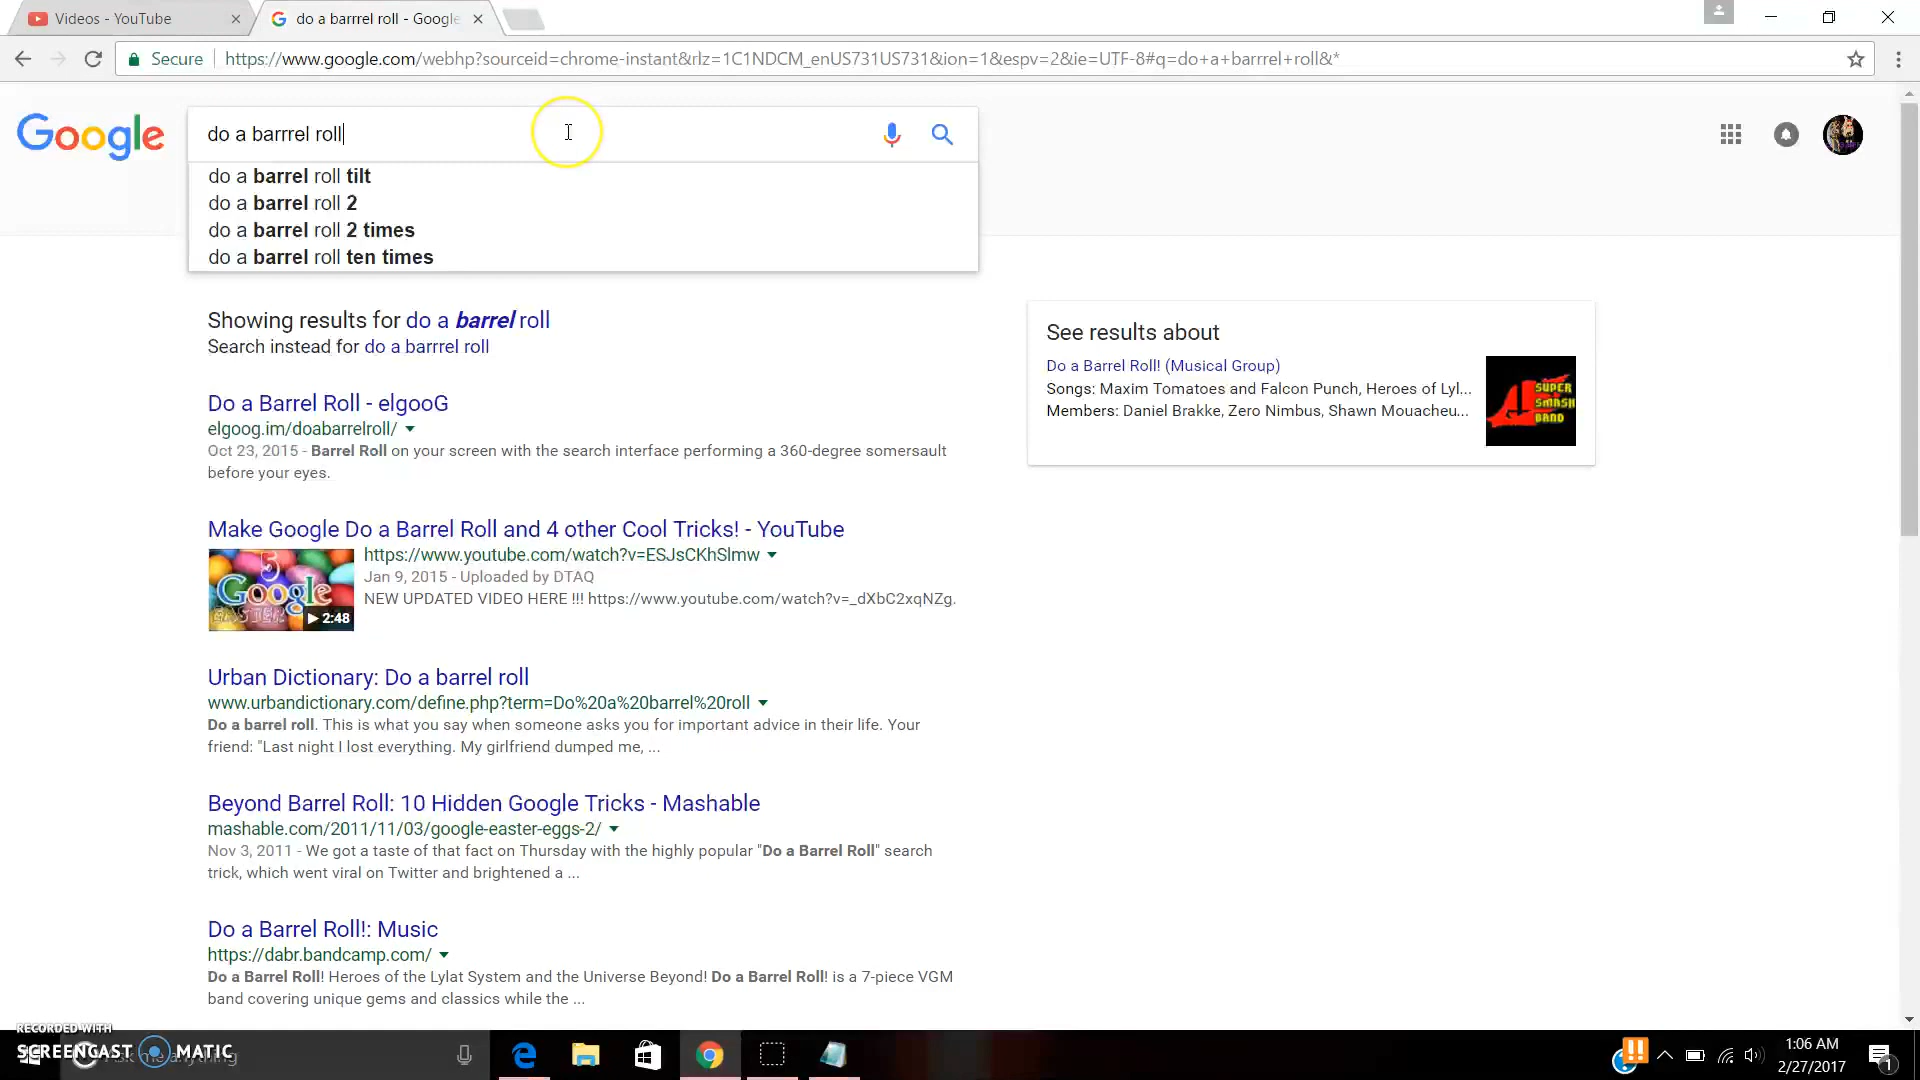 Videos - YouTube
do a barrrel roll - Google
Secure
https://www.google.com/webhp?sourceid=chrome-instant&rlz=1C1NDCM_enUS731US731&ion=1&espv=2&ie=UTF-8#q=do+a+barrrel+roll&*
Google
do a barrrel roll
do a barrel roll tilt
do a barrel roll 2
do a barrel roll 2 times
do a barrel roll ten times
Showing results for do a barrel roll
Search instead for do a barrrel roll
Do a Barrel Roll - elgooG
elgoog.im/doabarrelroll/
Oct 23, 2015 - Barrel Roll on your screen with the search interface performing a 360-degree somersault
before your eyes.
Make Google Do a Barrel Roll and 4 other Cool Tricks! - YouTube
5
Google
EASTER
2:48
https://www.youtube.com/watch?v=ESJsCKhSlmw
Jan 9, 2015 - Uploaded by DTAQ
NEW UPDATED VIDEO HERE !!! https://www.youtube.com/watch?v=_dXbC2xqNZg.
Urban Dictionary: Do a barrel roll
www.urbandictionary.com/define.php?term=Do%20a%20barrel%20roll
Do a barrel roll. This is what you say when someone asks you for important advice in their life. Your
friend: "Last night I lost everything. My girlfriend dumped me, ...
Beyond Barrel Roll: 10 Hidden Google Tricks - Mashable
mashable.com/2011/11/03/google-easter-eggs-2/
Nov 3, 2011 - We got a taste of that fact on Thursday with the highly popular "Do a Barrel Roll" search
trick, which went viral on Twitter and brightened a ...
Do a Barrel Roll!: Music
https://dabr.bandcamp.com/
Do a Barrel Roll! Heroes of the Lylat System and the Universe Beyond! Do a Barrel Roll! is a 7-piece VGM
band covering unique gems and classics while the ...
See results about
Do a Barrel Roll! (Musical Group)
Songs: Maxim Tomatoes and Falcon Punch, Heroes of Lyl...
Members: Daniel Brakke, Zero Nimbus, Shawn Mouacheu...
SUPER
SMASH
BAND
RECORDED WITH
SCREENCAST MATIC
Ask me anything
1:06 AM
2/27/2017
1